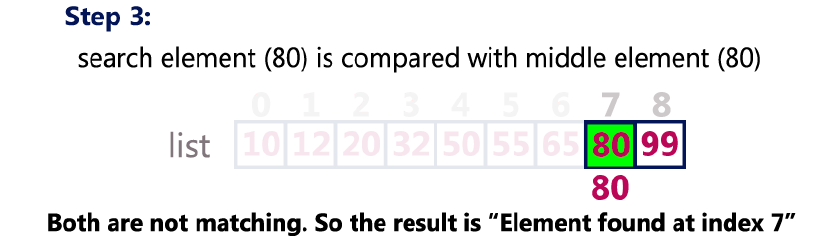 Step 3:
search element (80) is compared with middle element (80)
0 1 2 3 4 5 6 7 8
list 10 12 20 32 50 55 65 80 99
80
Both are not matching. So the result is “Element found at index 7”